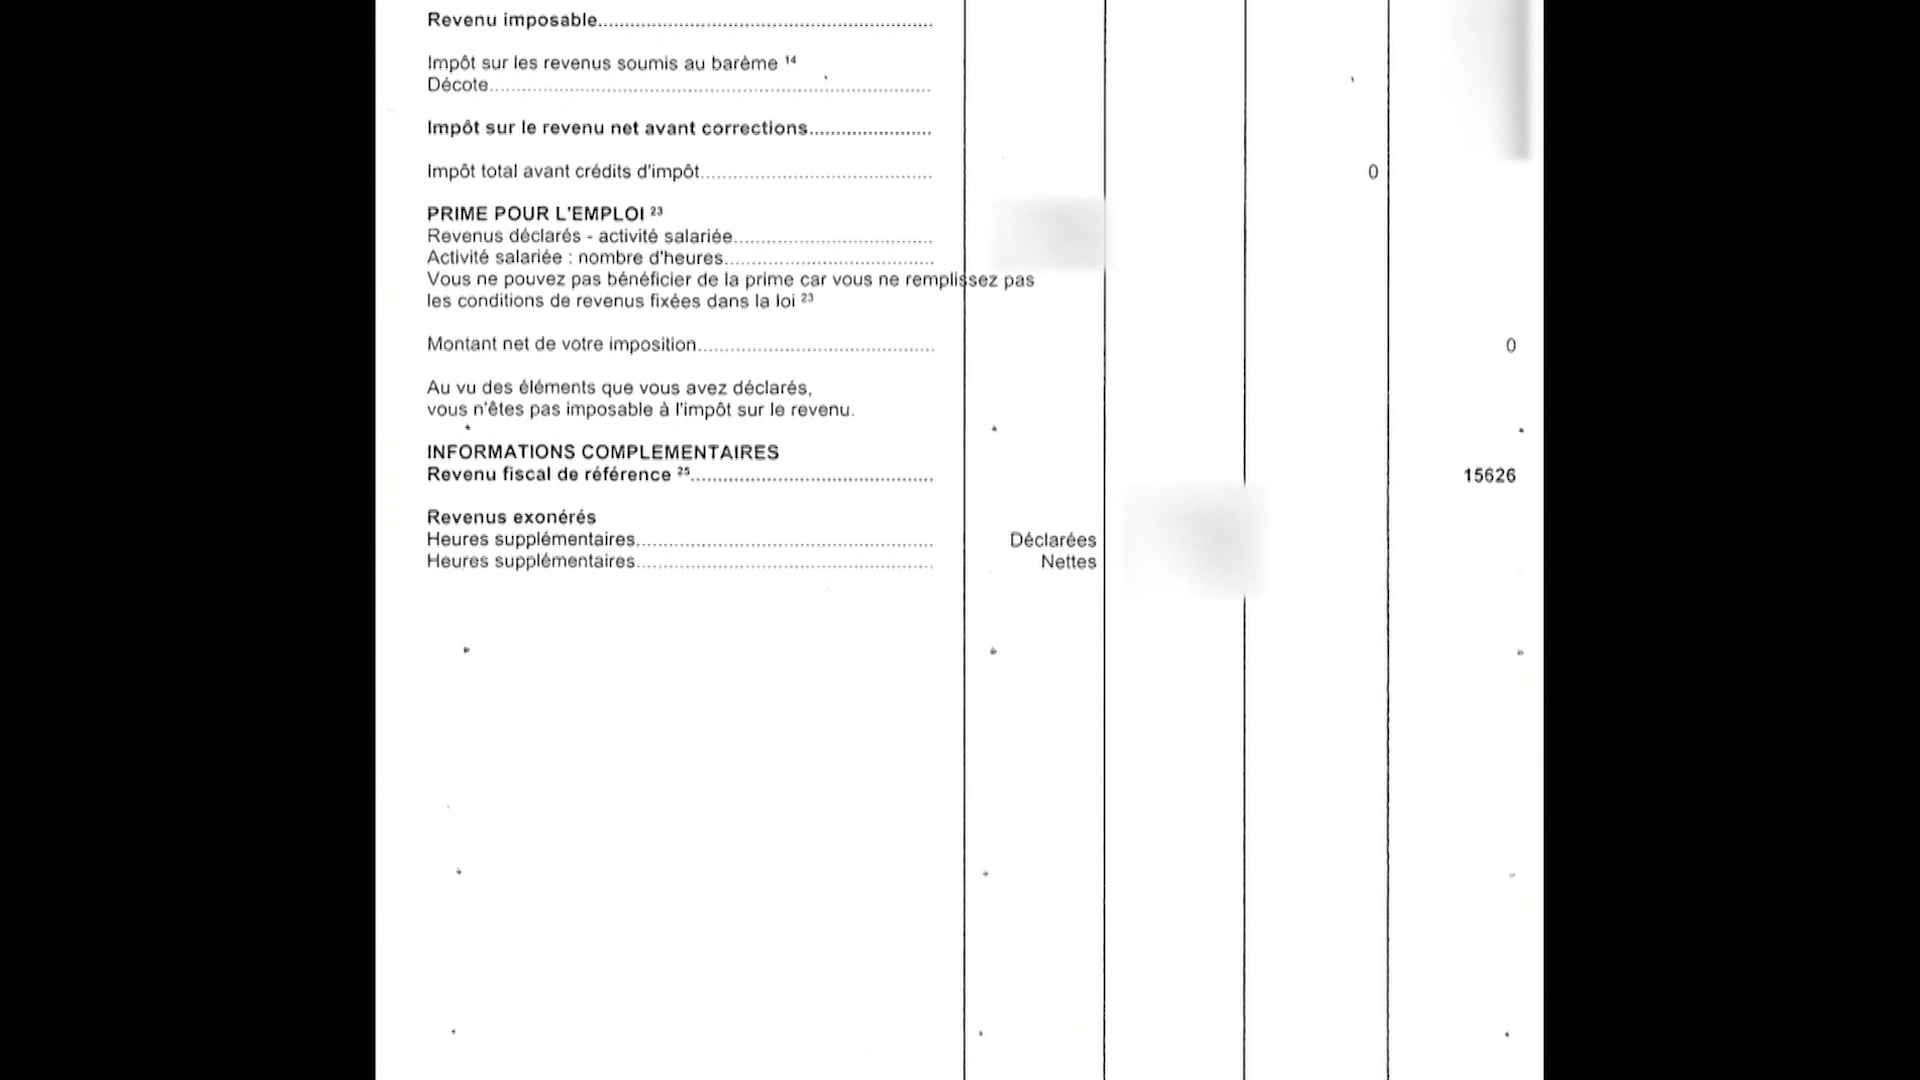 Revenu imposable
Impôt sur les revenus soumis au barème ¹⁴
Décote
Impôt sur le revenu net avant corrections
Impôt total avant crédits d'impôt 0
PRIME POUR L'EMPLOI ²³
Revenus déclarés - activité salariée
Activité salariée : nombre d'heures
Vous ne pouvez pas bénéficier de la prime car vous ne remplissez pas
les conditions de revenus fixées dans la loi ²³
Montant net de votre imposition 0
Au vu des éléments que vous avez déclarés,
vous n'êtes pas imposable à l'impôt sur le revenu.
INFORMATIONS COMPLEMENTAIRES
Revenu fiscal de référence ²⁵ 15626
Revenus exonérés
Heures supplémentaires Déclarées
Heures supplémentaires Nettes